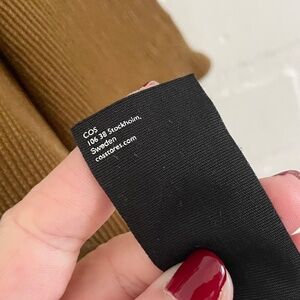 COS
106 38 Stockholm,
Sweden
cosstores.com